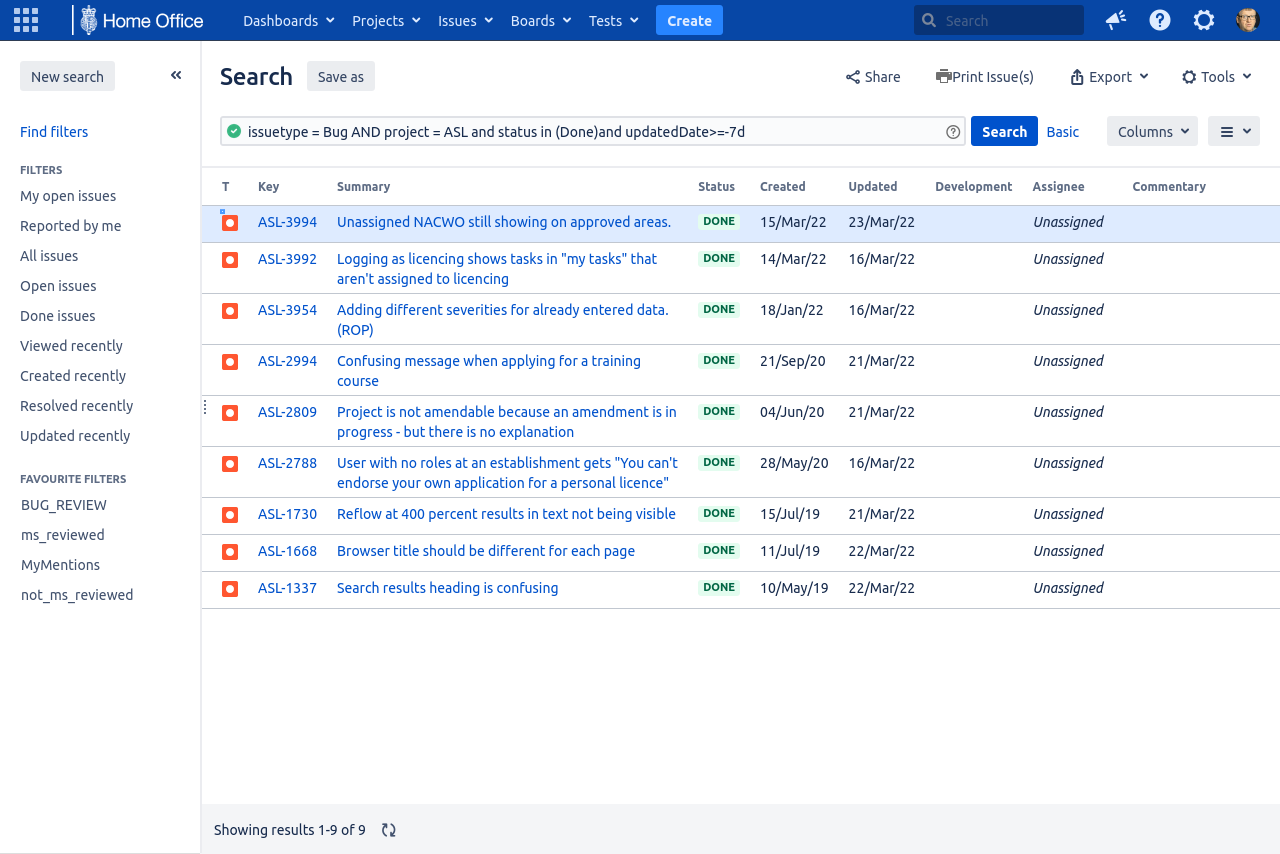 Home Office Dashboards Projects Issues Boards Tests Create Search
New search
Find filters
FILTERS
My open issues
Reported by me
All issues
Open issues
Done issues
Viewed recently
Created recently
Resolved recently
Updated recently
FAVOURITE FILTERS
BUG_REVIEW
ms_reviewed
MyMentions
not_ms_reviewed
Search Save as Share Print Issue(s) Export Tools
issuetype = Bug AND project = ASL and status in (Done)and updatedDate>=-7d Search Basic Columns
T Key Summary Status Created Updated Development Assignee Commentary
ASL-3994 Unassigned NACWO still showing on approved areas. DONE 15/Mar/22 23/Mar/22 Unassigned
ASL-3992 Logging as licencing shows tasks in "my tasks" that DONE 14/Mar/22 16/Mar/22 Unassigned
aren't assigned to licencing
ASL-3954 Adding different severities for already entered data. DONE 18/Jan/22 16/Mar/22 Unassigned
(ROP)
ASL-2994 Confusing message when applying for a training DONE 21/Sep/20 21/Mar/22 Unassigned
course
ASL-2809 Project is not amendable because an amendment is in DONE 04/Jun/20 21/Mar/22 Unassigned
progress - but there is no explanation
ASL-2788 User with no roles at an establishment gets "You can't DONE 28/May/20 16/Mar/22 Unassigned
endorse your own application for a personal licence"
ASL-1730 Reflow at 400 percent results in text not being visible DONE 15/Jul/19 21/Mar/22 Unassigned
ASL-1668 Browser title should be different for each page DONE 11/Jul/19 22/Mar/22 Unassigned
ASL-1337 Search results heading is confusing DONE 10/May/19 22/Mar/22 Unassigned
Showing results 1-9 of 9